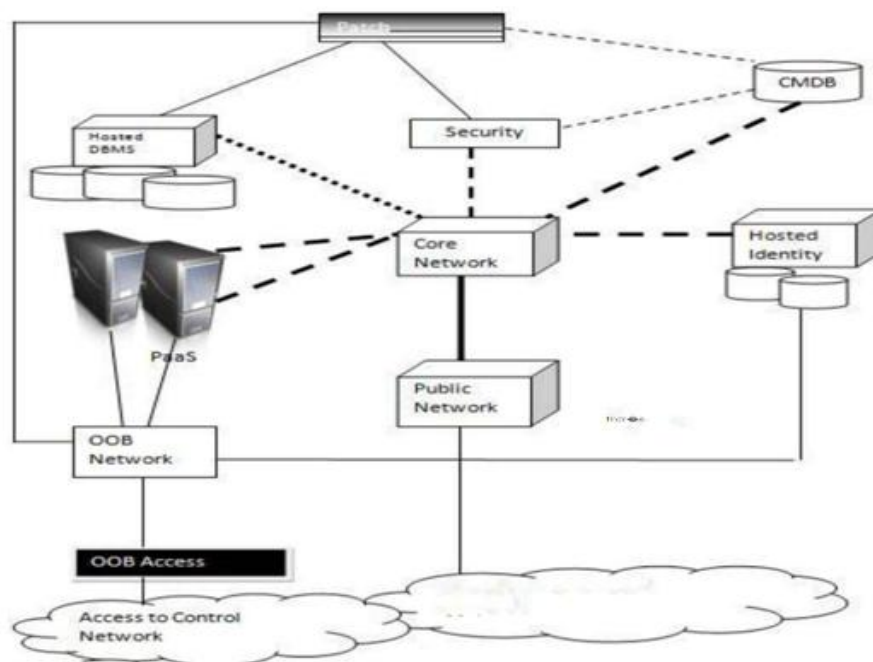 Patch
CMDB
Hosted
DBMS
Security
Core
Network
Hosted
Identity
PaaS
Public
Network
OOB
Network
OOB Access
Access to Control
Network